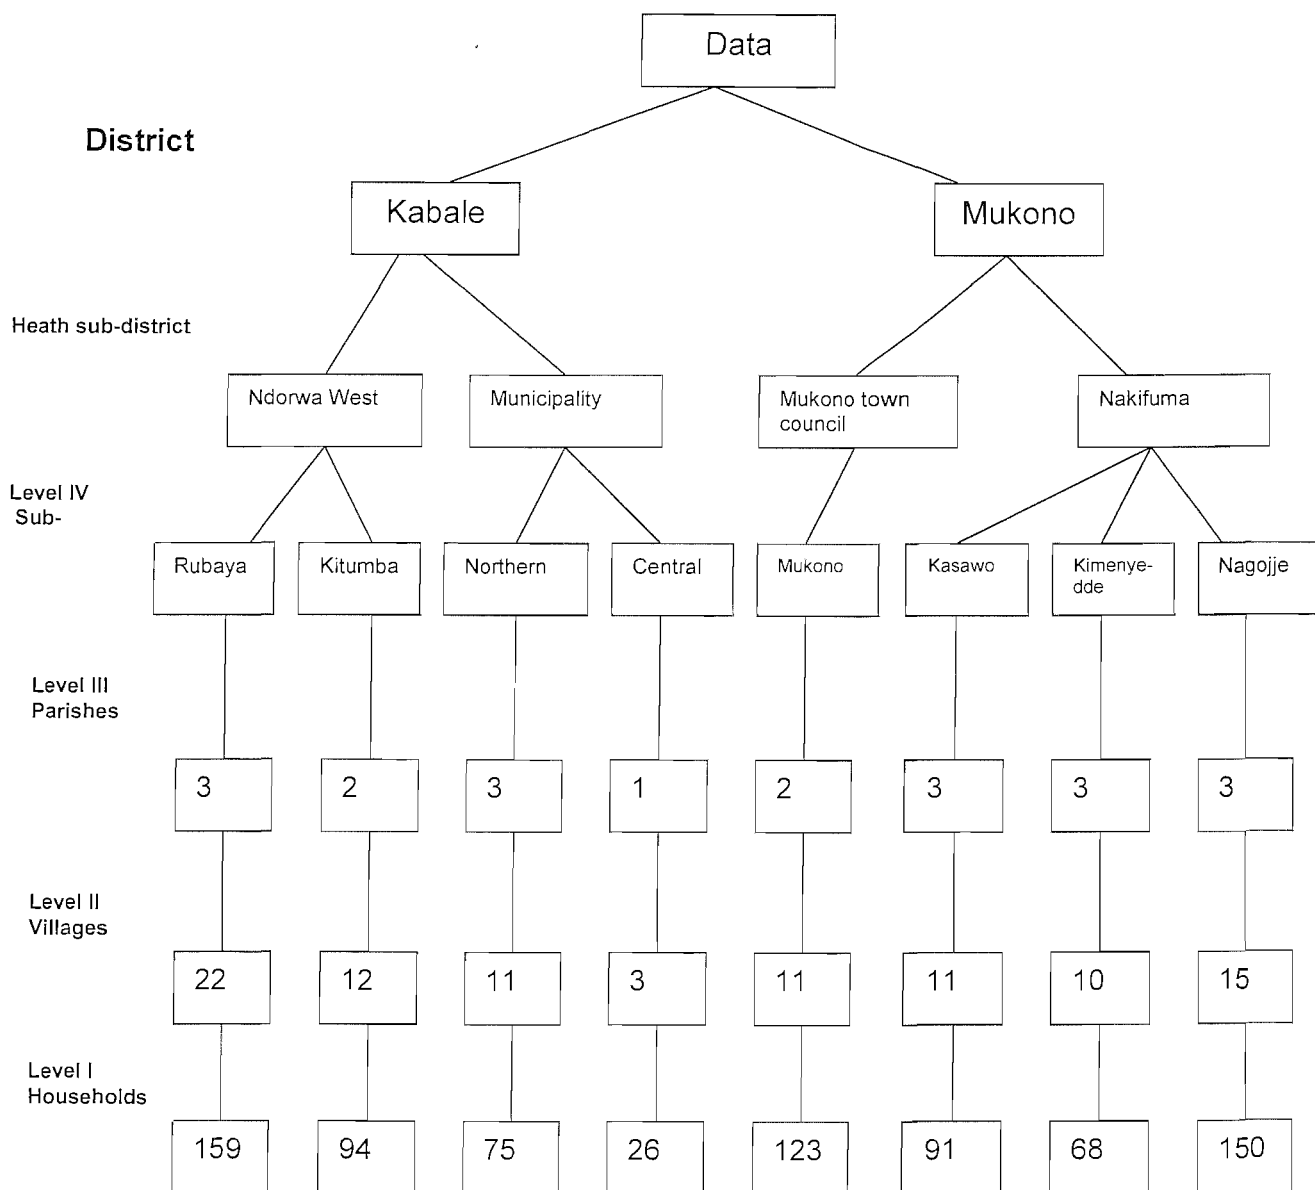 Data
District
Kabale
Mukono
Heath sub-district
Ndorwa West
Municipality
Mukono town
council
Nakifuma
Level IV
Sub-
Rubaya
Kitumba
Northern
Central
Mukono
Kasawo
Kimenye-
dde
Nagojje
Level III
Parishes
3
2
3
1
2
3
3
3
Level II
Villages
22
12
11
3
11
11
10
15
Level I
Households
159
94
75
26
123
91
68
150